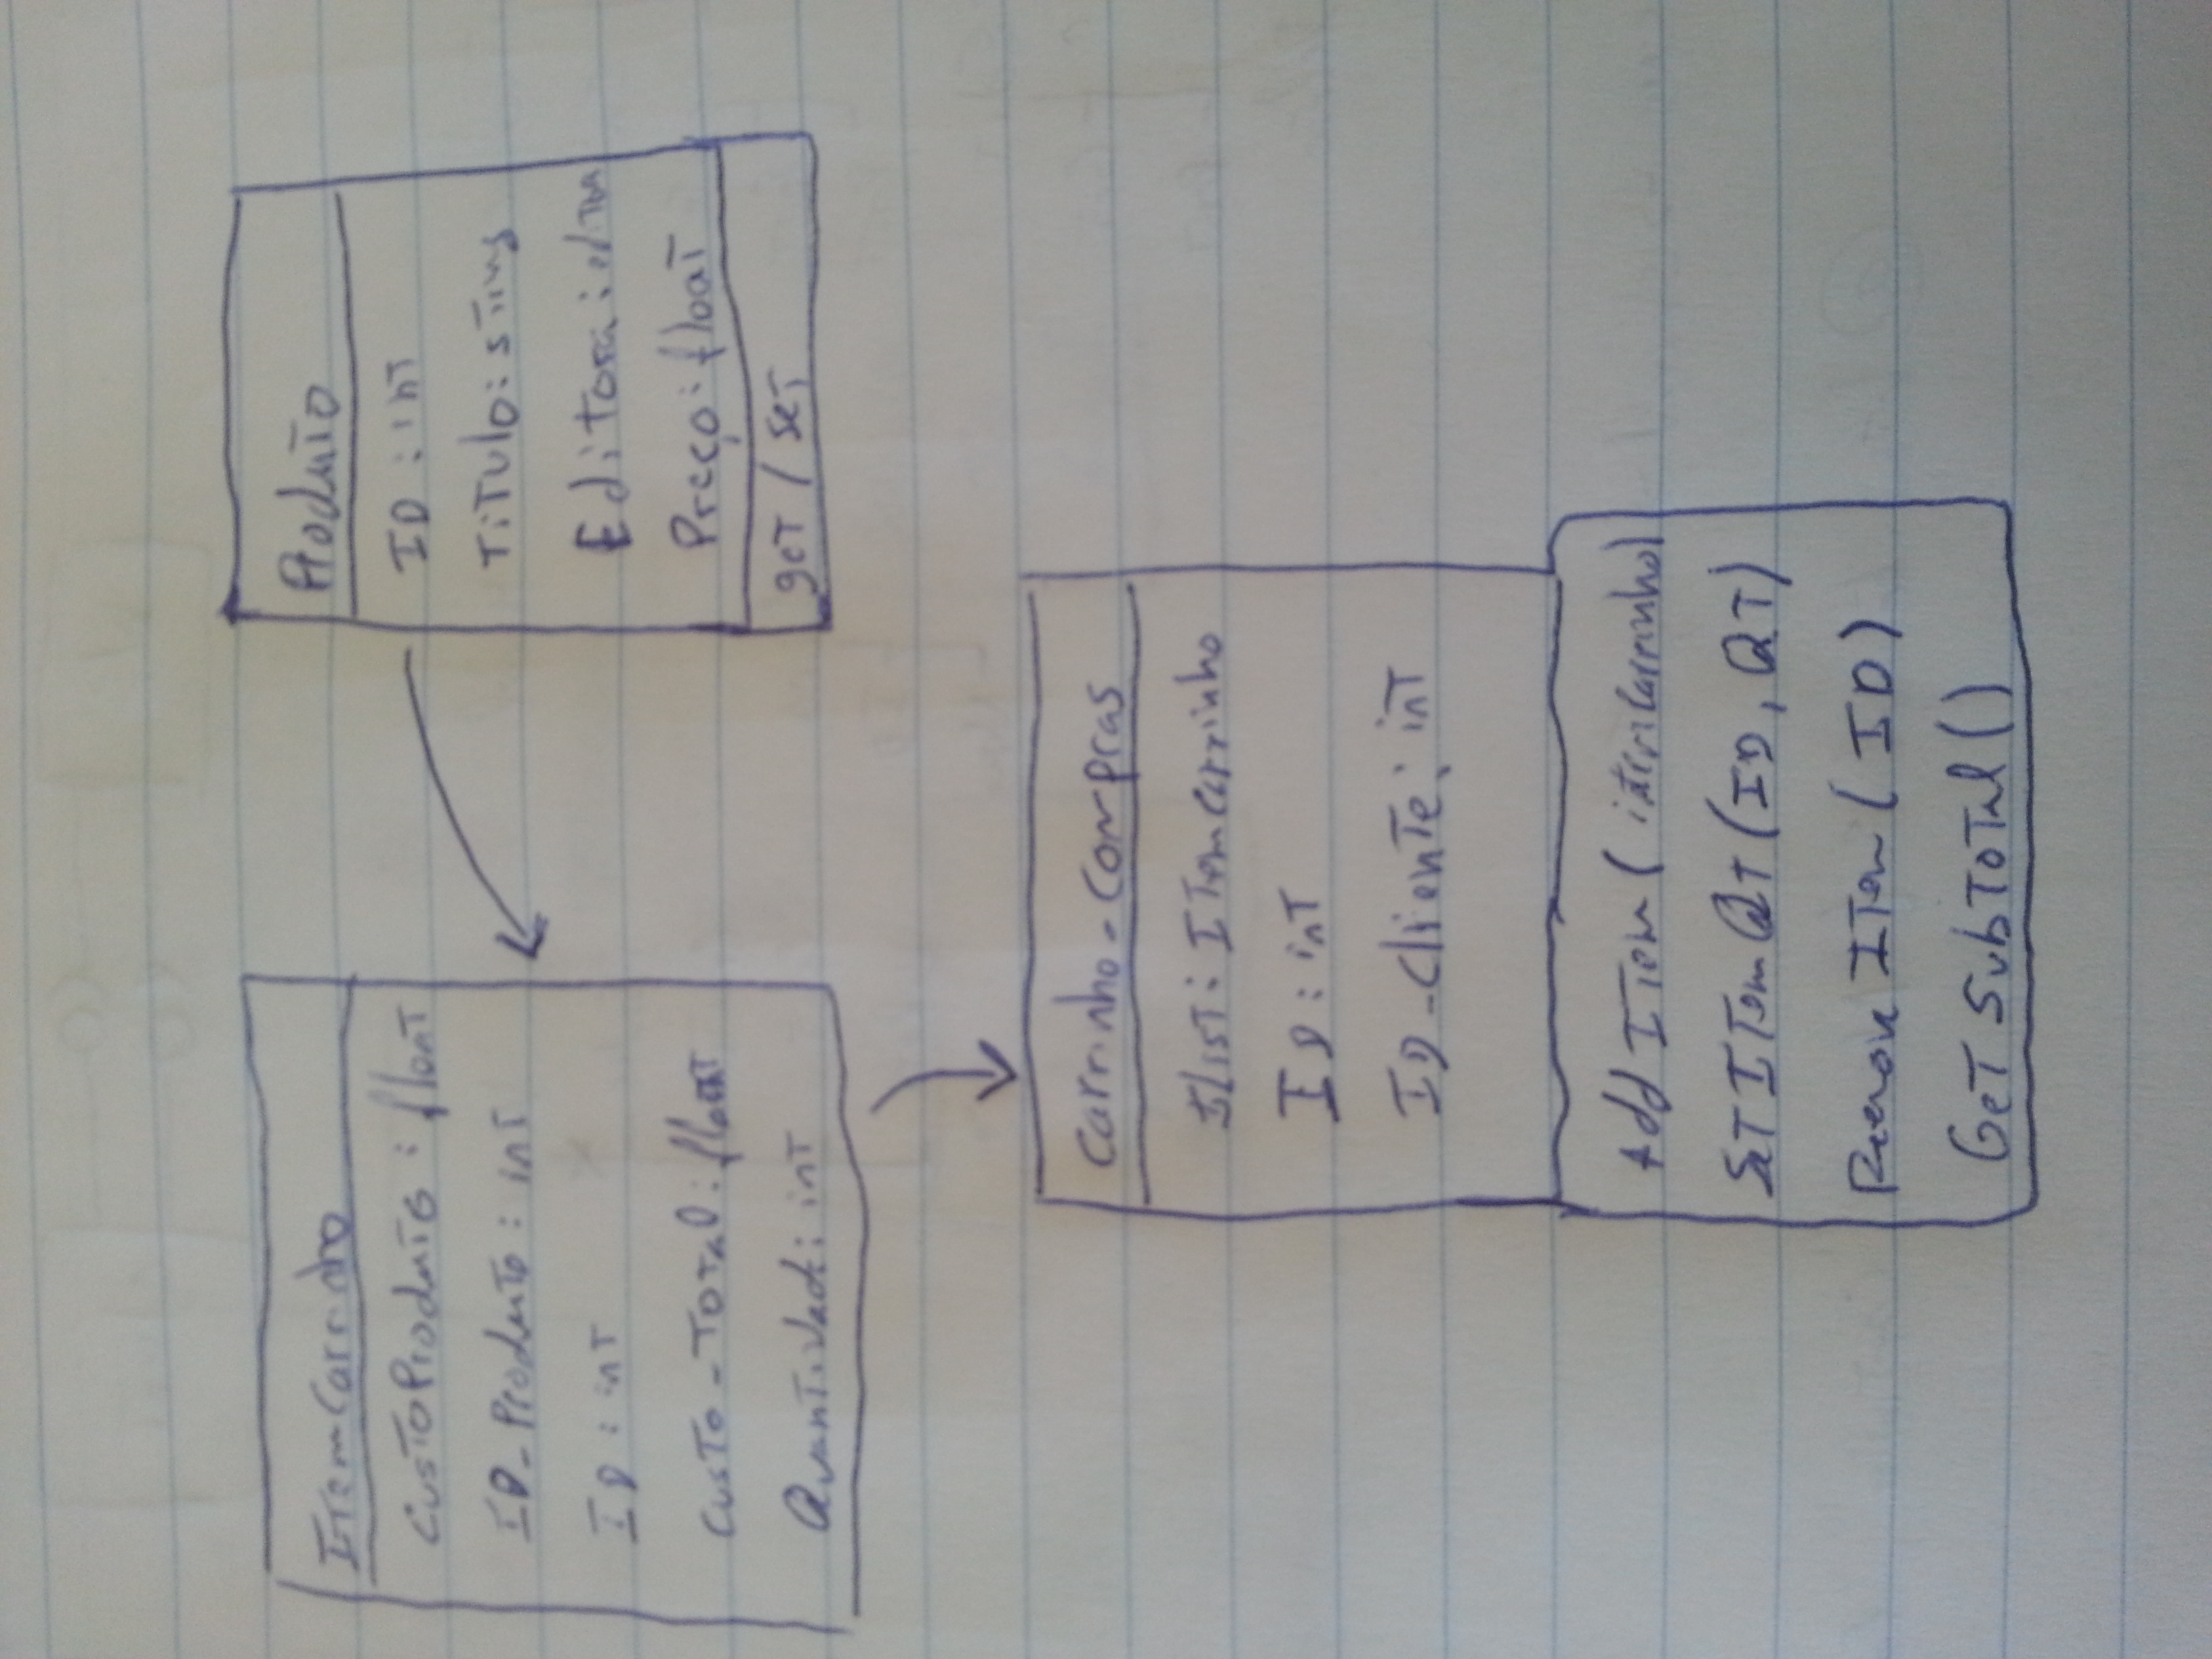 ItemCarrinho
CustoProduto : float
ID_Produto : int
ID : int
Custo_Total : float
Quantidade : int
Produto
ID : int
Titulo : string
Editora : editora
Preço : float
get / set
Carrinho_Compras
IList : ItemCarrinho
ID : int
ID_Cliente : int
Add Item ( itemCarrinho)
Set Item QT (ID, QT)
Remove Item ( ID )
Get SubTotal ()